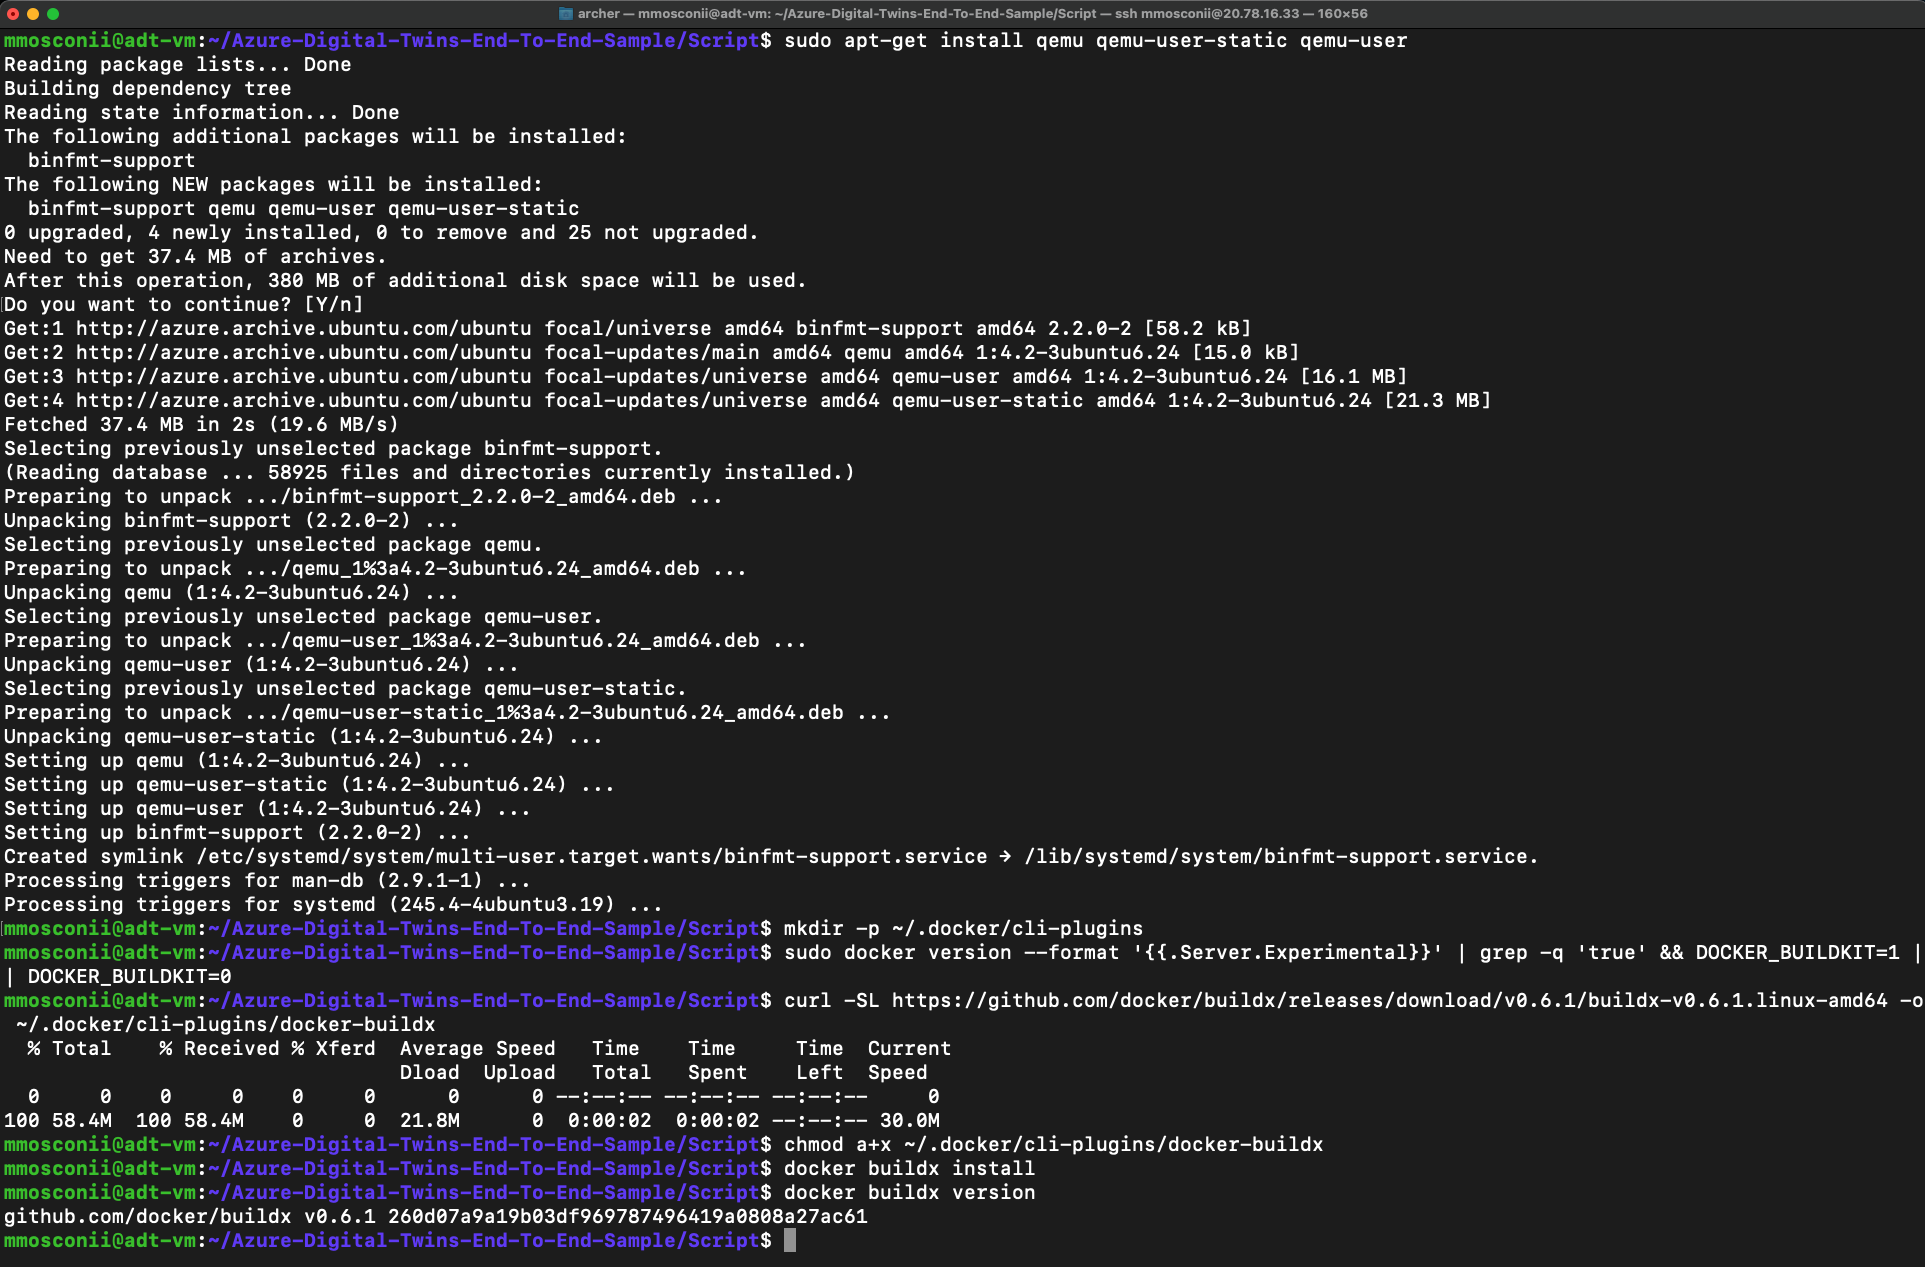 archer — mmosconii@adt-vm: ~/Azure-Digital-Twins-End-To-End-Sample/Script — ssh mmosconii@20.78.16.33 — 160×56
mmosconii@adt-vm:~/Azure-Digital-Twins-End-To-End-Sample/Script$ sudo apt-get install qemu qemu-user-static qemu-user
Reading package lists... Done
Building dependency tree
Reading state information... Done
The following additional packages will be installed:
  binfmt-support
The following NEW packages will be installed:
  binfmt-support qemu qemu-user qemu-user-static
0 upgraded, 4 newly installed, 0 to remove and 25 not upgraded.
Need to get 37.4 MB of archives.
After this operation, 380 MB of additional disk space will be used.
Do you want to continue? [Y/n]
Get:1 http://azure.archive.ubuntu.com/ubuntu focal/universe amd64 binfmt-support amd64 2.2.0-2 [58.2 kB]
Get:2 http://azure.archive.ubuntu.com/ubuntu focal-updates/main amd64 qemu amd64 1:4.2-3ubuntu6.24 [15.0 kB]
Get:3 http://azure.archive.ubuntu.com/ubuntu focal-updates/universe amd64 qemu-user amd64 1:4.2-3ubuntu6.24 [16.1 MB]
Get:4 http://azure.archive.ubuntu.com/ubuntu focal-updates/universe amd64 qemu-user-static amd64 1:4.2-3ubuntu6.24 [21.3 MB]
Fetched 37.4 MB in 2s (19.6 MB/s)
Selecting previously unselected package binfmt-support.
(Reading database ... 58925 files and directories currently installed.)
Preparing to unpack .../binfmt-support_2.2.0-2_amd64.deb ...
Unpacking binfmt-support (2.2.0-2) ...
Selecting previously unselected package qemu.
Preparing to unpack .../qemu_1%3a4.2-3ubuntu6.24_amd64.deb ...
Unpacking qemu (1:4.2-3ubuntu6.24) ...
Selecting previously unselected package qemu-user.
Preparing to unpack .../qemu-user_1%3a4.2-3ubuntu6.24_amd64.deb ...
Unpacking qemu-user (1:4.2-3ubuntu6.24) ...
Selecting previously unselected package qemu-user-static.
Preparing to unpack .../qemu-user-static_1%3a4.2-3ubuntu6.24_amd64.deb ...
Unpacking qemu-user-static (1:4.2-3ubuntu6.24) ...
Setting up qemu (1:4.2-3ubuntu6.24) ...
Setting up qemu-user-static (1:4.2-3ubuntu6.24) ...
Setting up qemu-user (1:4.2-3ubuntu6.24) ...
Setting up binfmt-support (2.2.0-2) ...
Created symlink /etc/systemd/system/multi-user.target.wants/binfmt-support.service → /lib/systemd/system/binfmt-support.service.
Processing triggers for man-db (2.9.1-1) ...
Processing triggers for systemd (245.4-4ubuntu3.19) ...
mmosconii@adt-vm:~/Azure-Digital-Twins-End-To-End-Sample/Script$ mkdir -p ~/.docker/cli-plugins
mmosconii@adt-vm:~/Azure-Digital-Twins-End-To-End-Sample/Script$ sudo docker version --format '{{.Server.Experimental}}' | grep -q 'true' && DOCKER_BUILDKIT=1 |
| DOCKER_BUILDKIT=0
mmosconii@adt-vm:~/Azure-Digital-Twins-End-To-End-Sample/Script$ curl -SL https://github.com/docker/buildx/releases/download/v0.6.1/buildx-v0.6.1.linux-amd64 -o
 ~/.docker/cli-plugins/docker-buildx
  % Total    % Received % Xferd  Average Speed   Time    Time     Time  Current
                                 Dload  Upload   Total   Spent    Left  Speed
  0     0    0     0    0     0      0      0 --:--:-- --:--:-- --:--:--     0
100 58.4M  100 58.4M    0     0  21.8M      0  0:00:02  0:00:02 --:--:-- 30.0M
mmosconii@adt-vm:~/Azure-Digital-Twins-End-To-End-Sample/Script$ chmod a+x ~/.docker/cli-plugins/docker-buildx
mmosconii@adt-vm:~/Azure-Digital-Twins-End-To-End-Sample/Script$ docker buildx install
mmosconii@adt-vm:~/Azure-Digital-Twins-End-To-End-Sample/Script$ docker buildx version
github.com/docker/buildx v0.6.1 260d07a9a19b03df969787496419a0808a27ac61
mmosconii@adt-vm:~/Azure-Digital-Twins-End-To-End-Sample/Script$